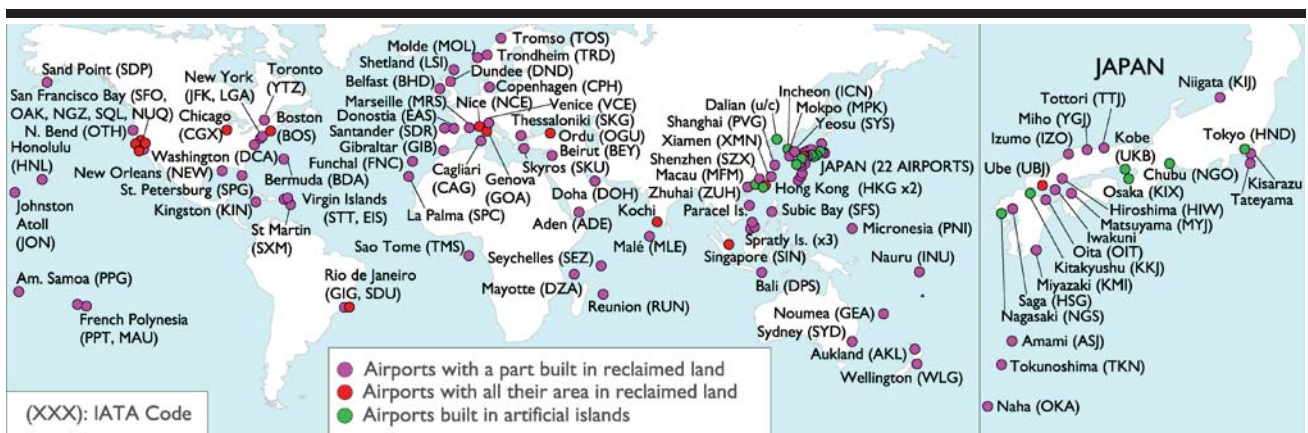 Sand Point (SDP)
San Francisco Bay (SFO,
OAK, NGZ, SQL, NUQ)
N. Bend (OTH)
Honolulu
(HNL)
Johnston
Atoll
(JON)
Am. Samoa (PPG)
French Polynesia
(PPT, MAU)
New York
(JFK, LGA)
Chicago
(CGX)
Toronto
(YTZ)
Boston
(BOS)
Washington (DCA)
New Orleans (NEW)
St. Petersburg (SPG)
Kingston (KIN)
Bermuda (BDA)
Virgin Islands
(STT, EIS)
St Martin
(SXM)
Rio de Janeiro
(GIG, SDU)
Molde (MOL)
Shetland (LSI)
Belfast (BHD)
Tromso (TOS)
Trondheim (TRD)
Dundee (DND)
Copenhagen (CPH)
Marseille (MRS)
Nice (NCE)
Donostia (EAS)
Santander (SDR)
Gibraltar (GIB)
Funchal (FNC)
La Palma (SPC)
Cagliari
(CAG)
Genova
(GOA)
Venice (VCE)
Thessaloniki (SKG)
Ordu (OGU)
Beirut (BEY)
Skyros (SKU)
Doha (DOH)
Aden (ADE)
Sao Tome (TMS)
Seychelles (SEZ)
Mayotte (DZA)
Reunion (RUN)
Kochi
Malé (MLE)
Dalian (u/c)
Shanghai (PVG)
Xiamen (XMN)
Shenzhen (SZX)
Macau (MFM)
Zhuhai (ZUH)
Paracel Is.
Incheon (ICN)
Mokpo (MPK)
Yeosu (SYS)
JAPAN (22 AIRPORTS)
Hong Kong (HKG x2)
Subic Bay (SFS)
Spratly Is. (x3)
Singapore (SIN)
Bali (DPS)
Micronesia (PNI)
Nauru (INU)
Noumea (GEA)
Sydney (SYD)
Aukland (AKL)
Wellington (WLG)
(XXX): IATA Code
Airports with a part built in reclaimed land
Airports with all their area in reclaimed land
Airports built in artificial islands
JAPAN
Niigata (KIJ)
Tottori (TTJ)
Miho (YGJ)
Izumo (IZO)
Kobe
(UKB)
Tokyo (HND)
Ube (UBJ)
Chubu (NGO)
Osaka (KIX)
Kisarazu
Tateyama
Hiroshima (HIW)
Matsuyama (MYJ)
Iwakuni
Oita (OIT)
Kitakyushu (KKJ)
Miyazaki (KMI)
Saga (HSG)
Nagasaki (NGS)
Amami (ASJ)
Tokunoshima (TKN)
Naha (OKA)